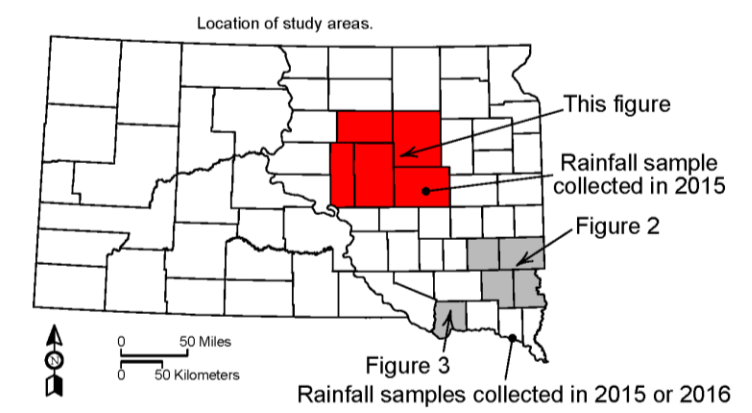 Location of study areas.
This figure
Rainfall sample
collected in 2015
Figure 2
N
0 50 Miles
0 50 Kilometers
Figure 3
Rainfall samples collected in 2015 or 2016